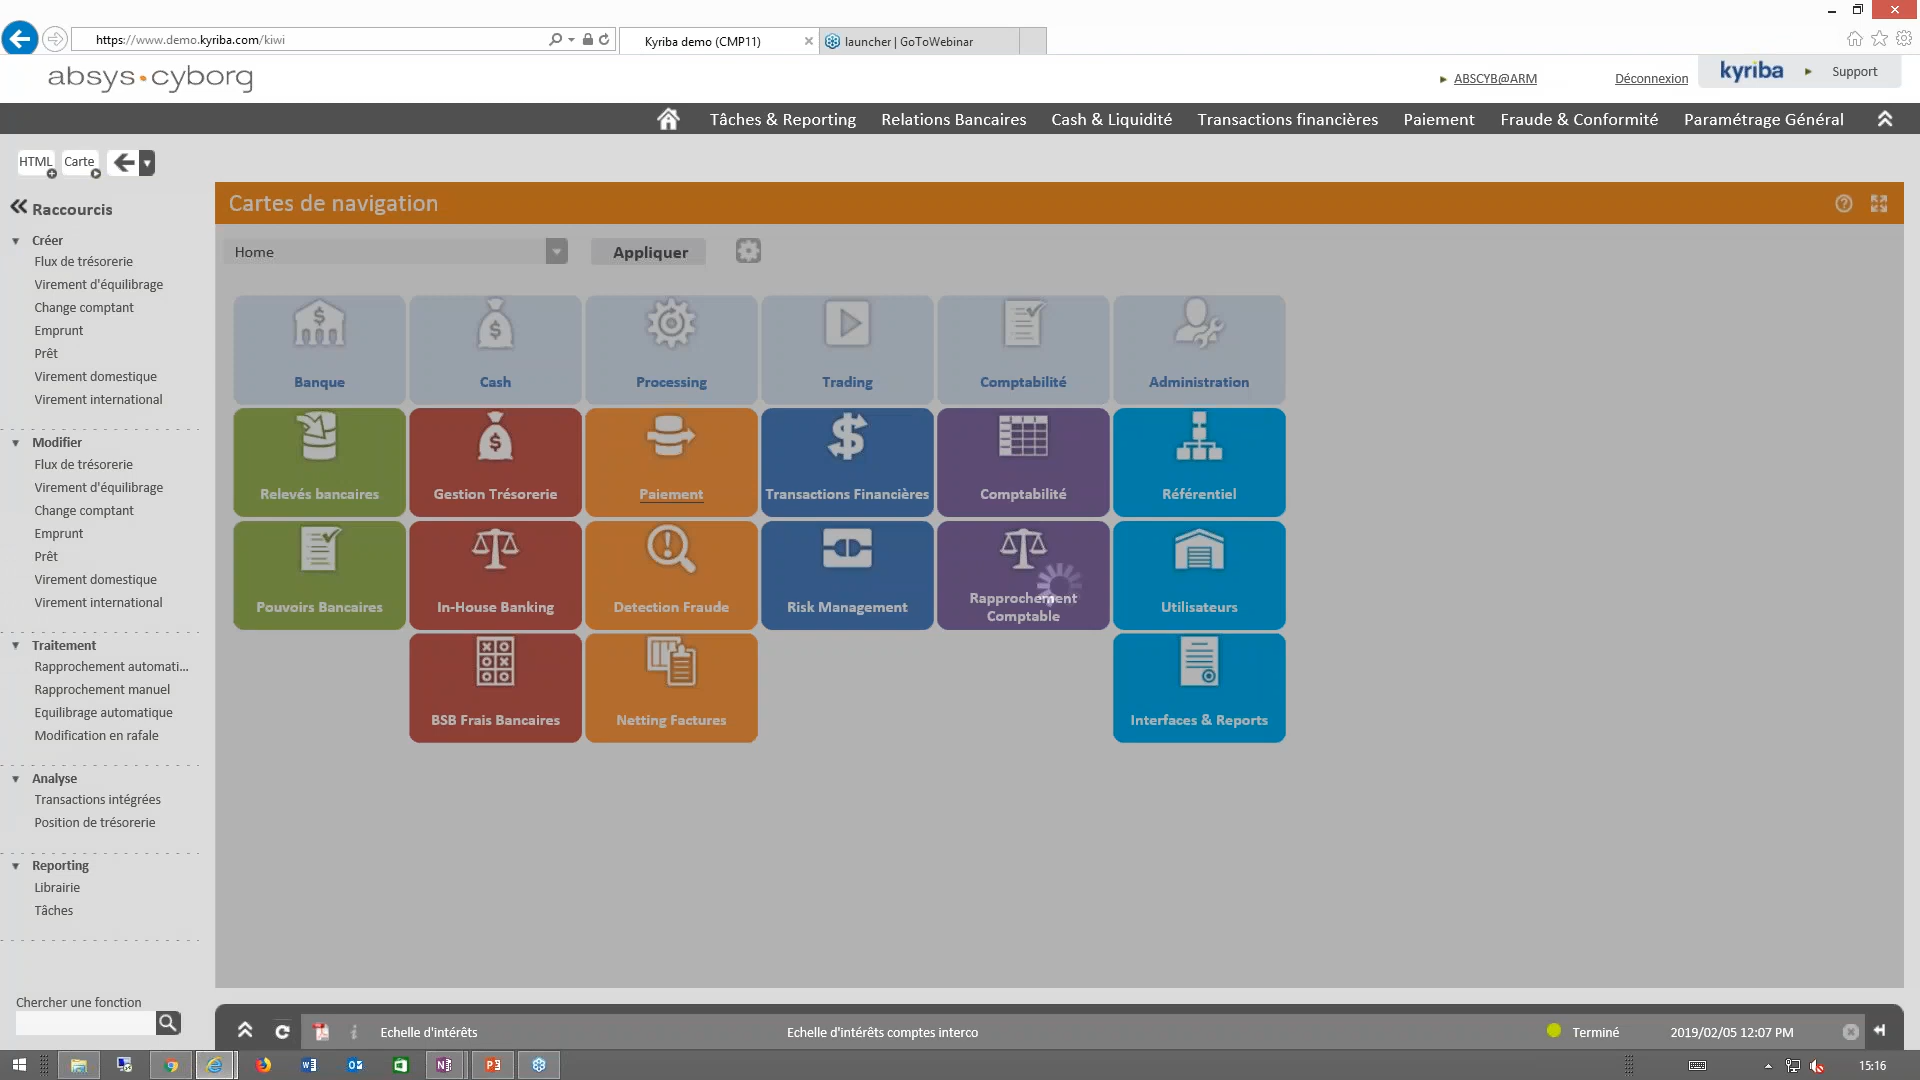 https://www.demo.kyriba.com/kiwi
Kyriba demo (CMP11)
launcher | GoToWebinar
absys cyborg
ABSCYB@ARM
Déconnexion
kyriba
Support
Tâches & Reporting
Relations Bancaires
Cash & Liquidité
Transactions financières
Paiement
Fraude & Conformité
Paramétrage Général
HTML
Carte
Raccourcis
Créer
Flux de trésorerie
Virement d'équilibrage
Change comptant
Emprunt
Prêt
Virement domestique
Virement international
Modifier
Flux de trésorerie
Virement d'équilibrage
Change comptant
Emprunt
Prêt
Virement domestique
Virement international
Traitement
Rapprochement automati...
Rapprochement manuel
Equilibrage automatique
Modification en rafale
Analyse
Transactions intégrées
Position de trésorerie
Reporting
Librairie
Tâches
Chercher une fonction
Cartes de navigation
Home
Appliquer
Banque
Cash
Processing
Trading
Comptabilité
Administration
Relevés bancaires
Gestion Trésorerie
Paiement
Transactions Financières
Comptabilité
Référentiel
Pouvoirs Bancaires
In-House Banking
Detection Fraude
Risk Management
Rapprochement
Comptable
Utilisateurs
BSB Frais Bancaires
Netting Factures
Interfaces & Reports
Echelle d'intérêts
Echelle d'intérêts comptes interco
Terminé
2019/02/05 12:07 PM
15:16